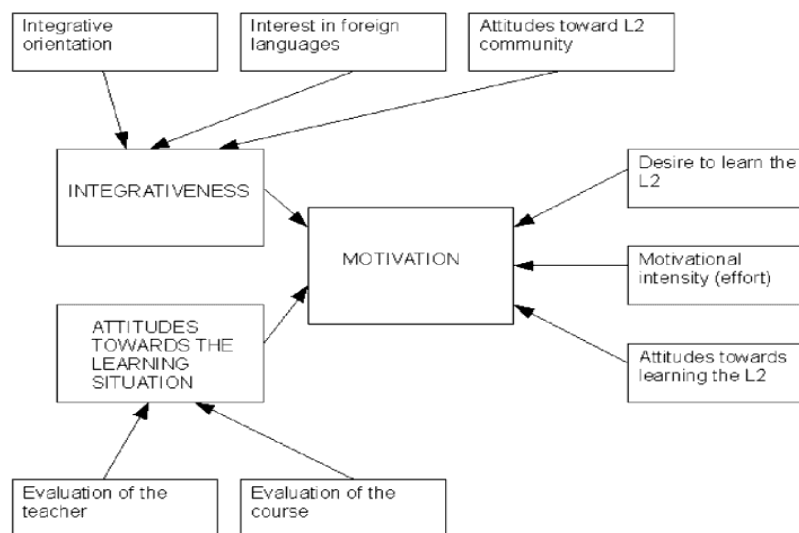 Integrative
orientation
Interest in foreign
languages
Attitudes toward L2
community
INTEGRATIVENESS
Desire to learn the
L2
MOTIVATION
Motivational
intensity (effort)
ATTITUDES
TOWARDS THE
LEARNING
SITUATION
Attitudes towards
learning the L2
Evaluation of the
teacher
Evaluation of the
course